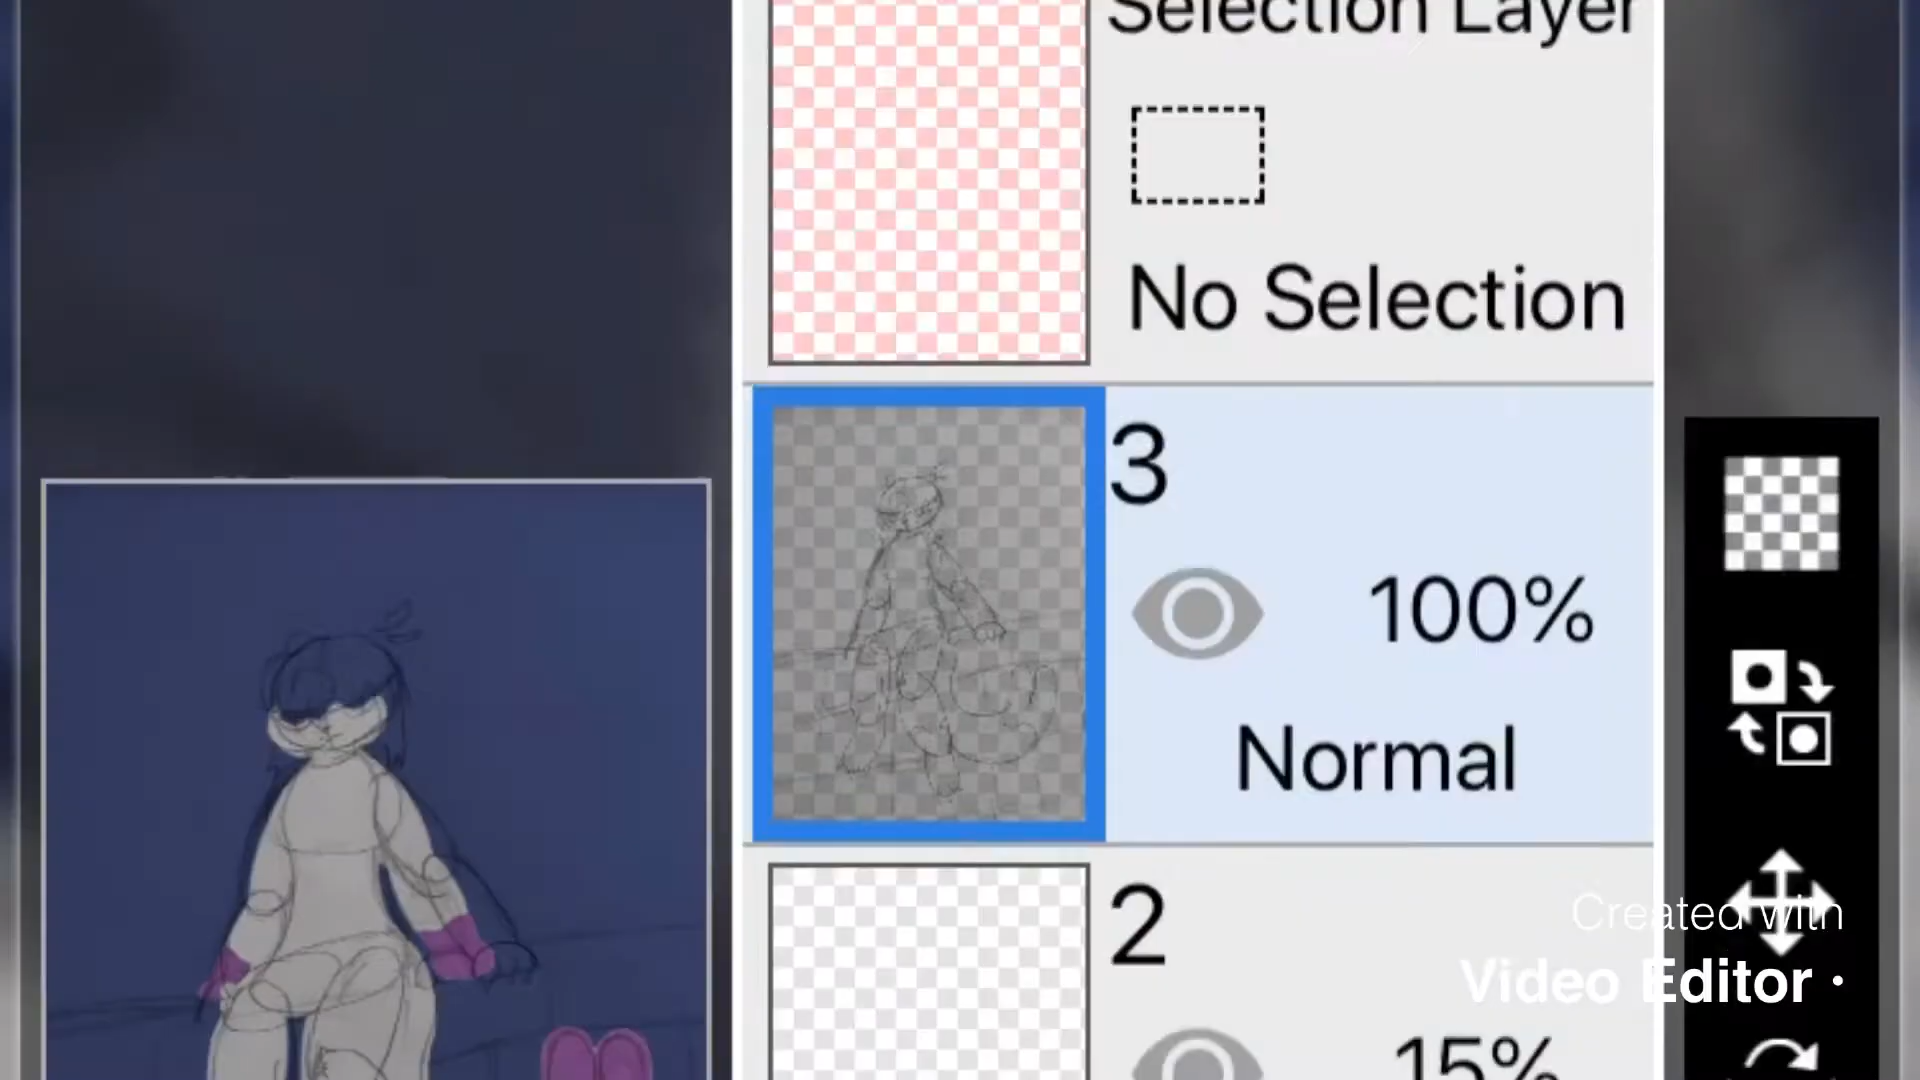 Selection Layer
No Selection
3
100%
Normal
2
15%
Created with
Video Editor ·